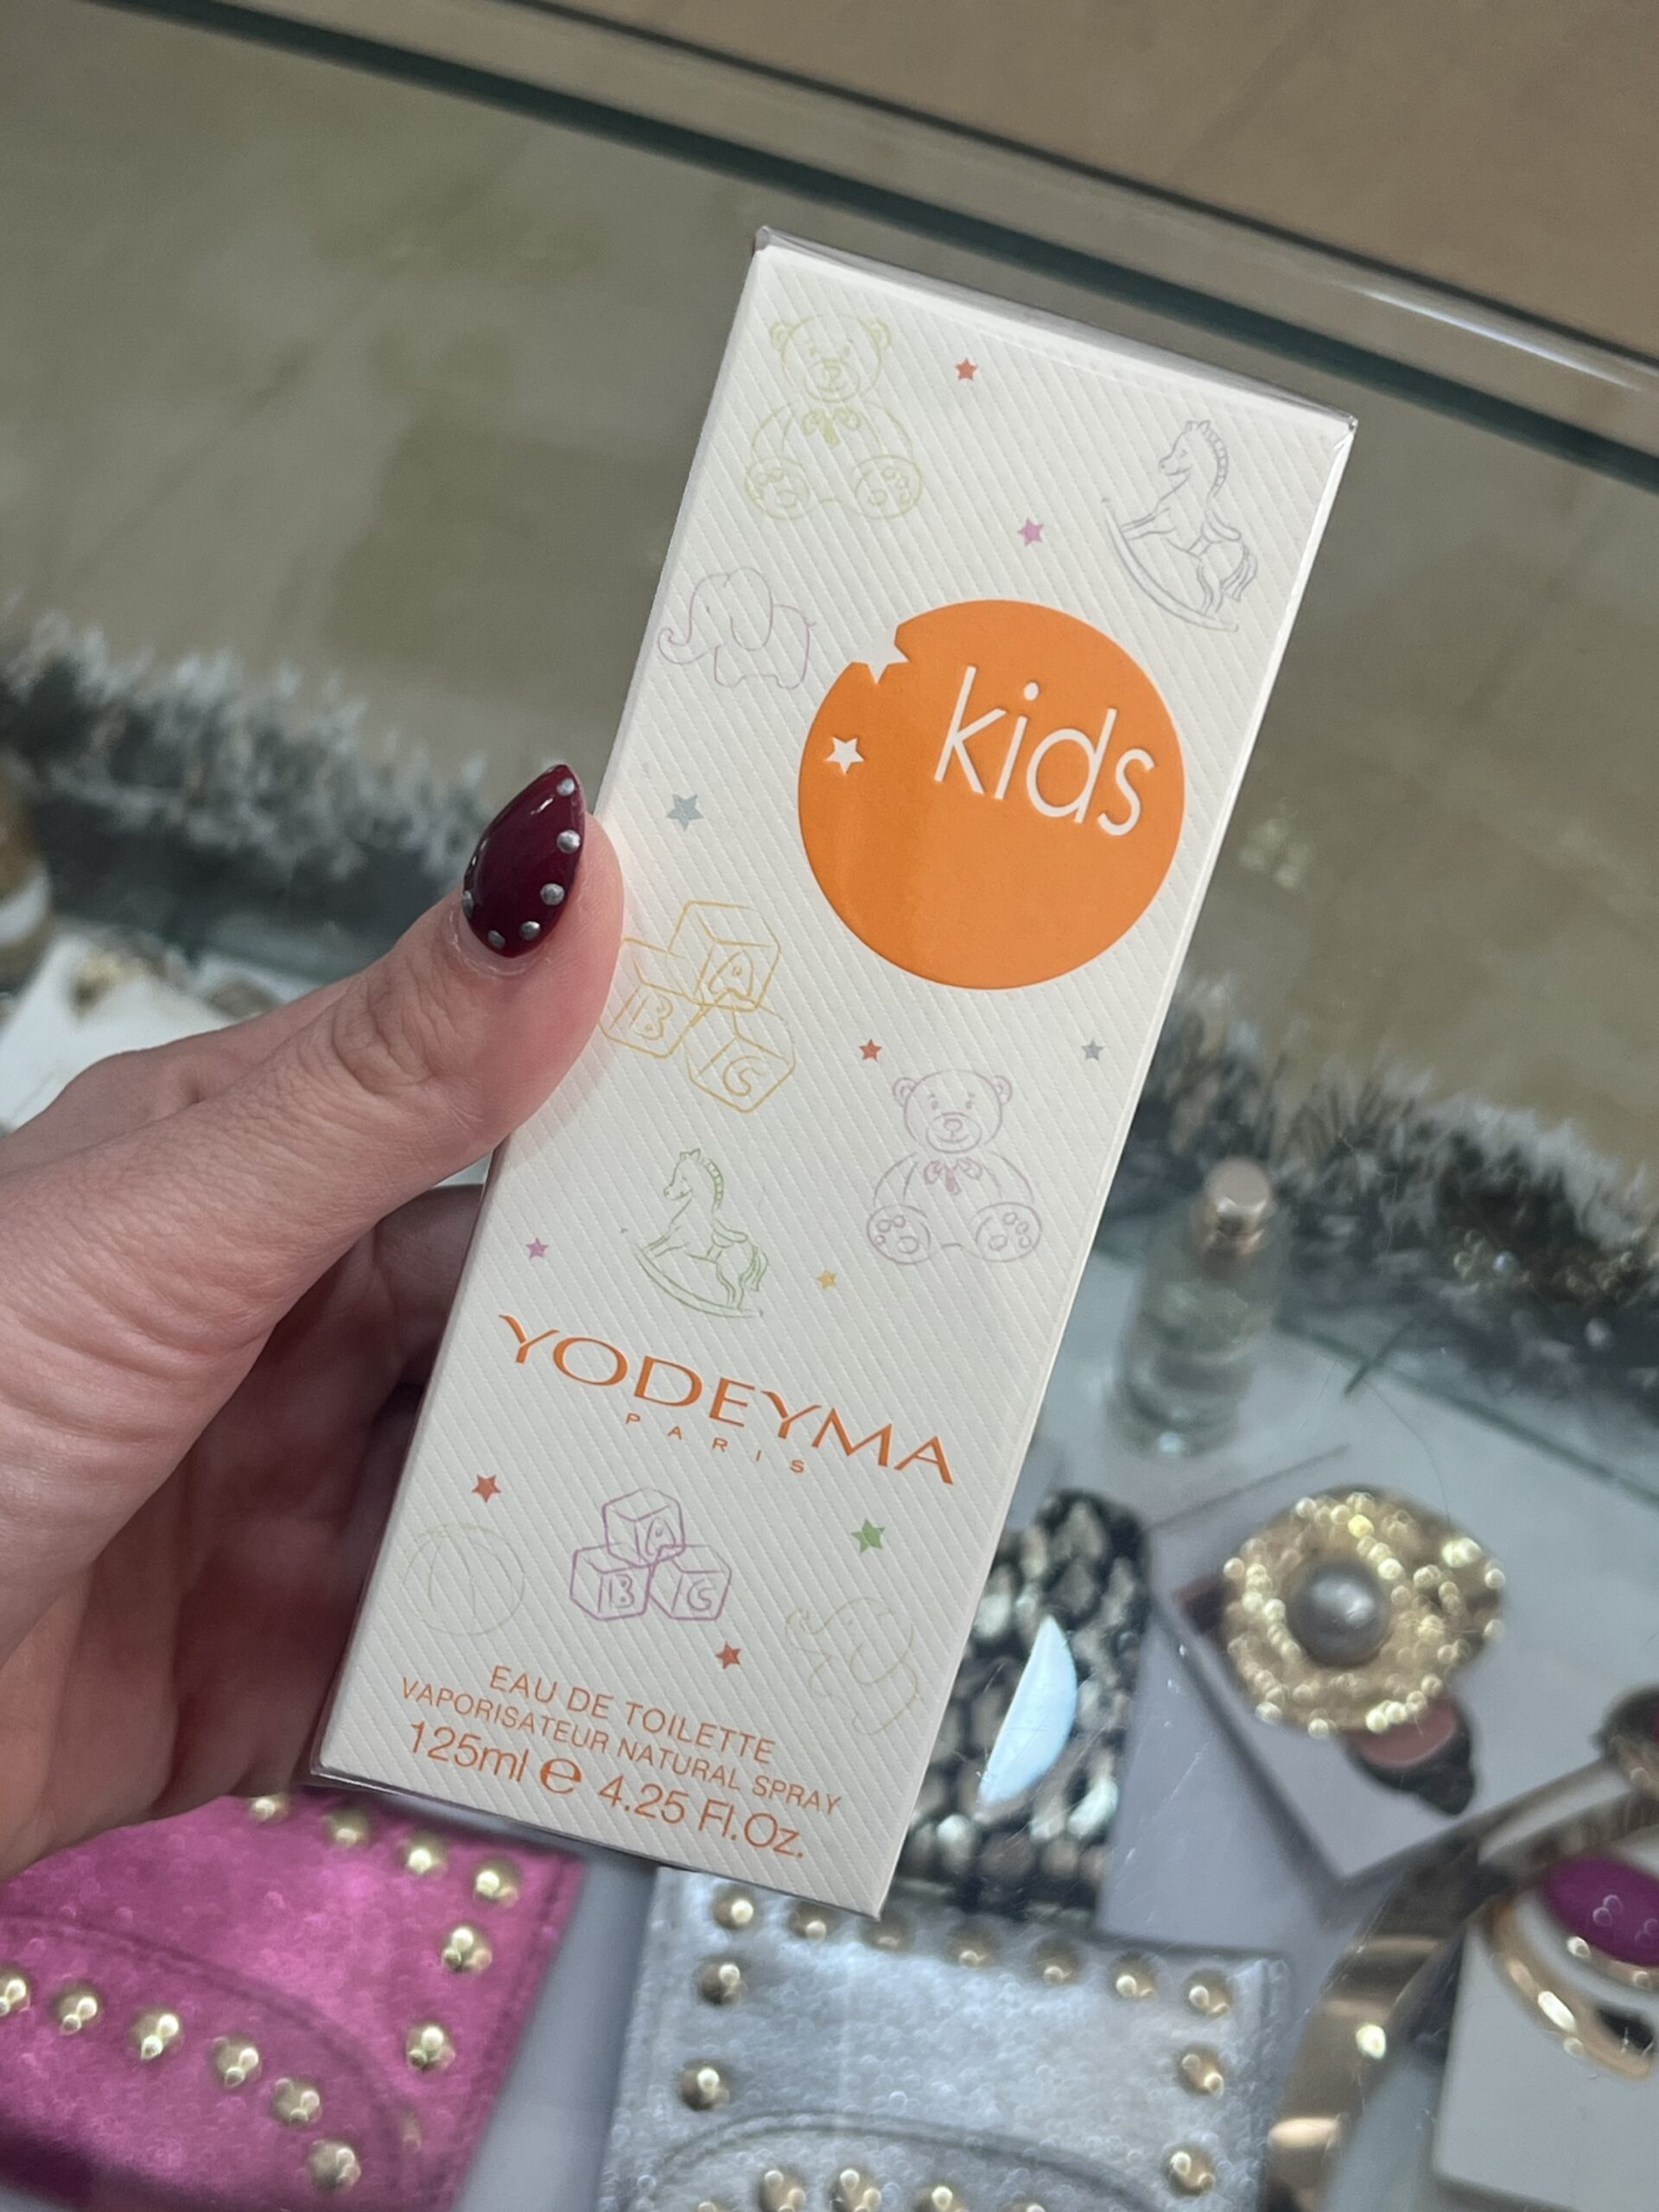 kids
A
B C
YODEYMA
PARIS
A
B C
EAU DE TOILETTE
VAPORISATEUR NATURAL SPRAY
125ml ℮ 4.25 Fl.Oz.